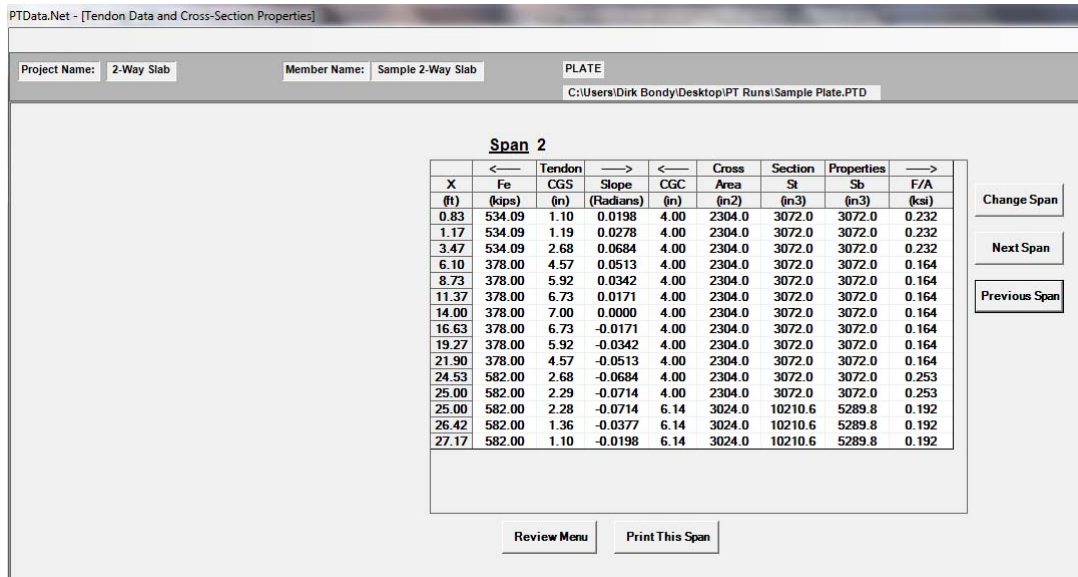 PTData.Net - [Tendon Data and Cross-Section Properties]
Project Name: 2-Way Slab Member Name: Sample 2-Way Slab PLATE
C:\Users\Dirk Bondy\Desktop\PT Runs\Sample Plate.PTD
Span 2
<—— Tendon ——> <—— Cross Section Properties ——>
X Fe CGS Slope CGC Area St Sb F/A
(ft) (kips) (in) (Radians) (in) (in2) (in3) (in3) (ksi)
0.83 534.09 1.10 0.0198 4.00 2304.0 3072.0 3072.0 0.232
1.17 534.09 1.19 0.0278 4.00 2304.0 3072.0 3072.0 0.232
3.47 534.09 2.68 0.0684 4.00 2304.0 3072.0 3072.0 0.232
6.10 378.00 4.57 0.0513 4.00 2304.0 3072.0 3072.0 0.164
8.73 378.00 5.92 0.0342 4.00 2304.0 3072.0 3072.0 0.164
11.37 378.00 6.73 0.0171 4.00 2304.0 3072.0 3072.0 0.164
14.00 378.00 7.00 0.0000 4.00 2304.0 3072.0 3072.0 0.164
16.63 378.00 6.73 -0.0171 4.00 2304.0 3072.0 3072.0 0.164
19.27 378.00 5.92 -0.0342 4.00 2304.0 3072.0 3072.0 0.164
21.90 378.00 4.57 -0.0513 4.00 2304.0 3072.0 3072.0 0.164
24.53 582.00 2.68 -0.0684 4.00 2304.0 3072.0 3072.0 0.253
25.00 582.00 2.29 -0.0714 4.00 2304.0 3072.0 3072.0 0.253
25.00 582.00 2.28 -0.0714 6.14 3024.0 10210.6 5289.8 0.192
26.42 582.00 1.36 -0.0377 6.14 3024.0 10210.6 5289.8 0.192
27.17 582.00 1.10 -0.0198 6.14 3024.0 10210.6 5289.8 0.192
Change Span
Next Span
Previous Span
Review Menu Print This Span